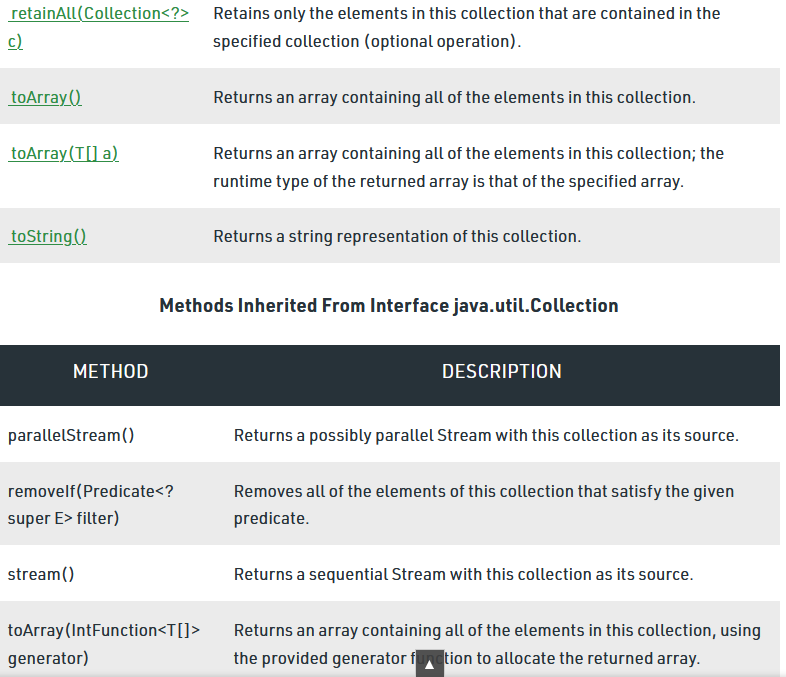 retainAll(Collection<?> Retains only the elements in this collection that are contained in the
c) specified collection (optional operation).
toArray() Returns an array containing all of the elements in this collection.
toArray(T[] a) Returns an array containing all of the elements in this collection; the
runtime type of the returned array is that of the specified array.
toString() Returns a string representation of this collection.
Methods Inherited From Interface java.util.Collection
METHOD DESCRIPTION
parallelStream() Returns a possibly parallel Stream with this collection as its source.
removeIf(Predicate<? Removes all of the elements of this collection that satisfy the given
super E> filter) predicate.
stream() Returns a sequential Stream with this collection as its source.
toArray(IntFunction<T[]> Returns an array containing all of the elements in this collection, using
generator) the provided generator function to allocate the returned array.